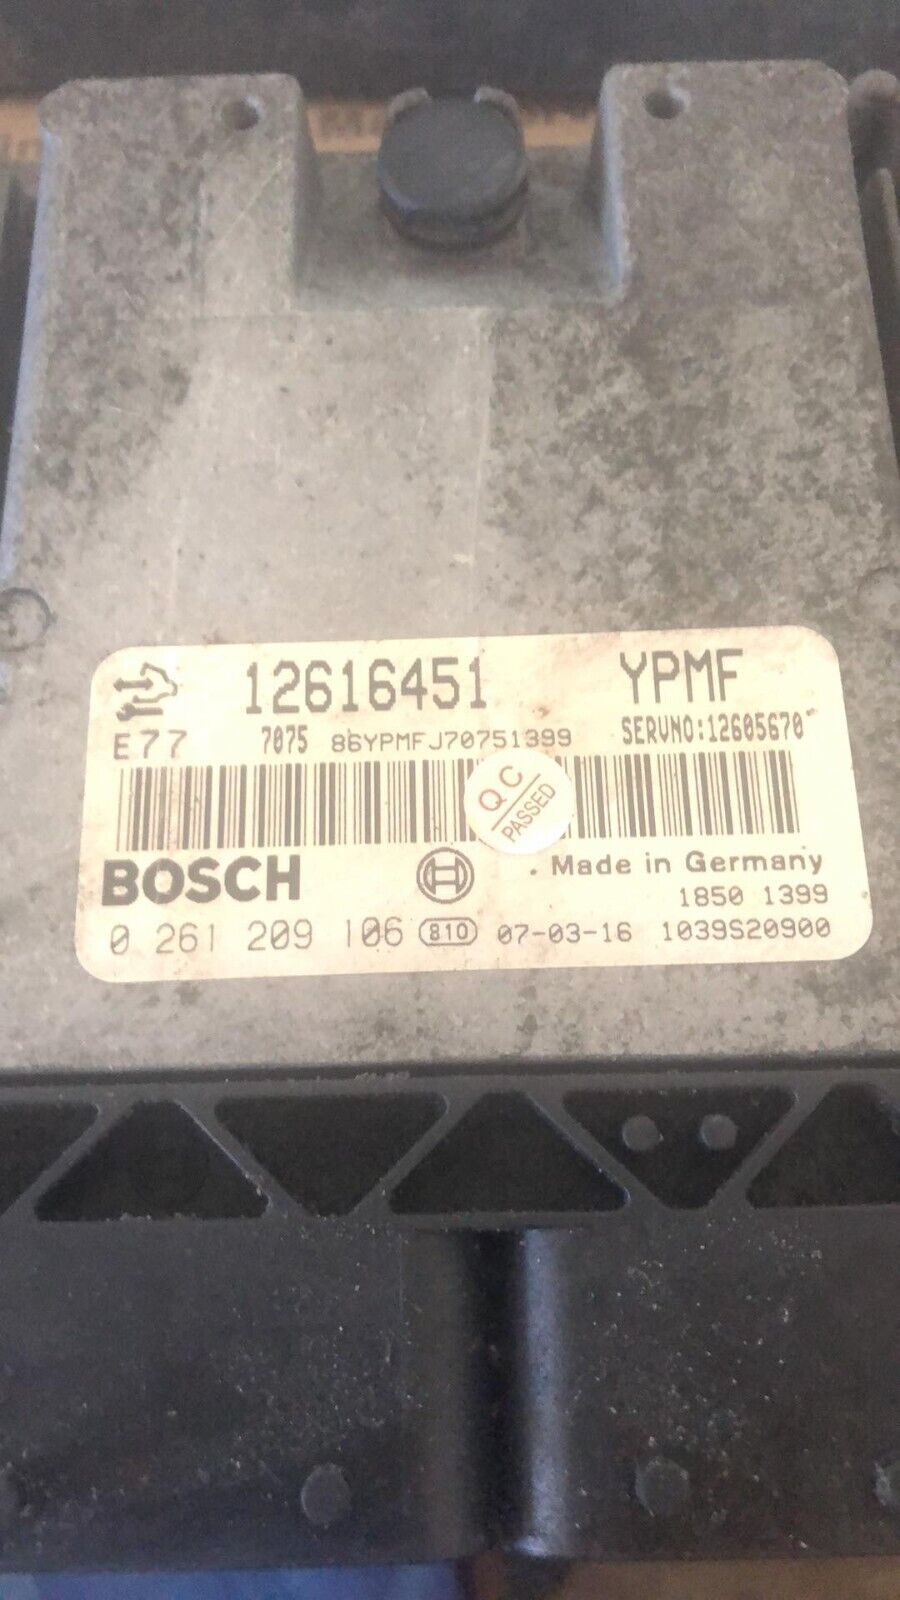 12616451 YPMF
E77 7075 86YPMFJ70751399 SERVNO:12605670
QC
PASSED
BOSCH . Made in Germany
1850 1399
0 261 209 106 810 07-03-16 1039S20900